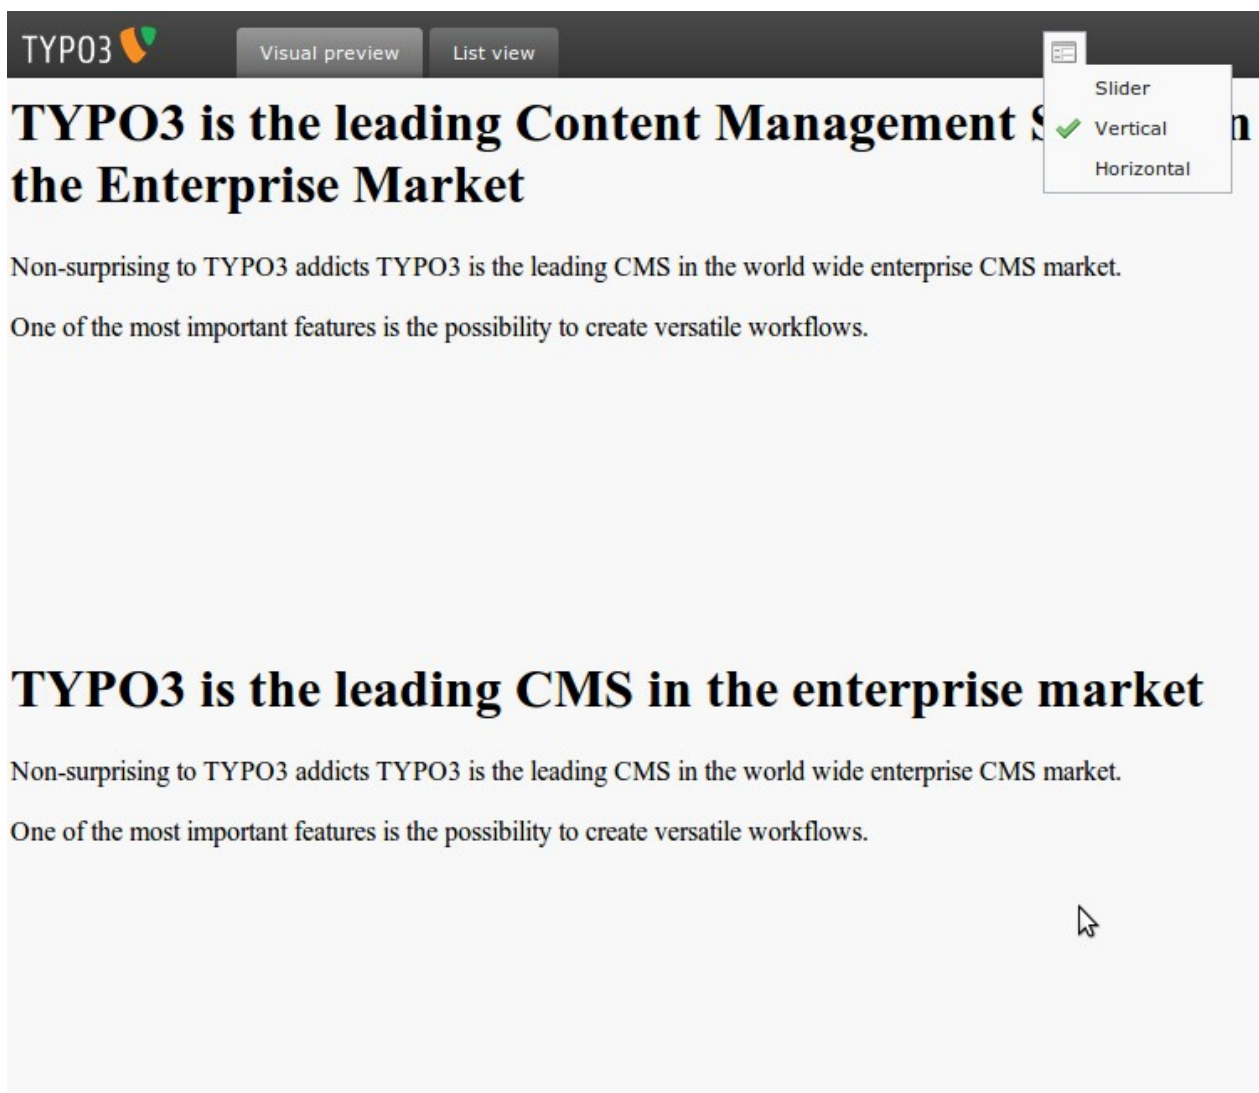 TYPO3
Visual preview
List view
Slider
Vertical
Horizontal
TYPO3 is the leading Content Management S n
the Enterprise Market
Non-surprising to TYPO3 addicts TYPO3 is the leading CMS in the world wide enterprise CMS market.
One of the most important features is the possibility to create versatile workflows.
TYPO3 is the leading CMS in the enterprise market
Non-surprising to TYPO3 addicts TYPO3 is the leading CMS in the world wide enterprise CMS market.
One of the most important features is the possibility to create versatile workflows.